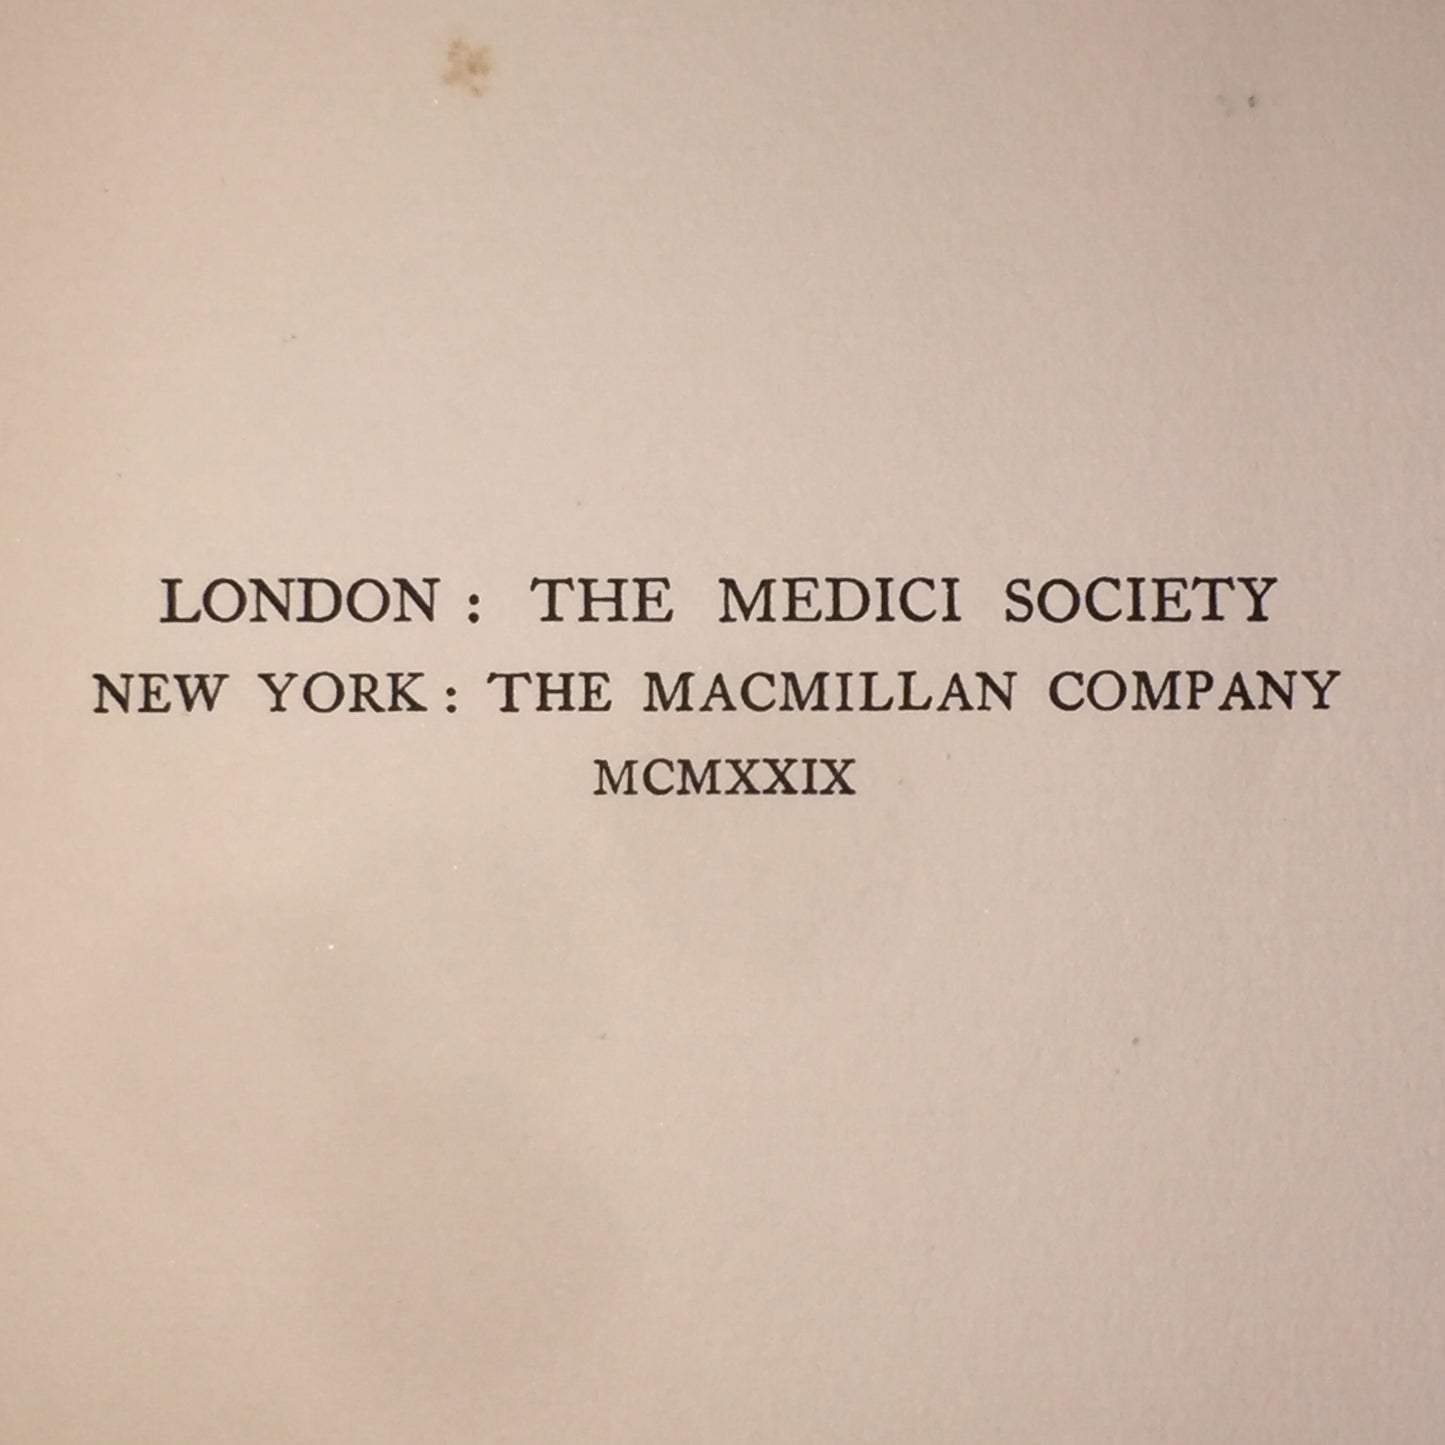 LONDON : THE MEDICI SOCIETY
NEW YORK : THE MACMILLAN COMPANY
MCMXXIX